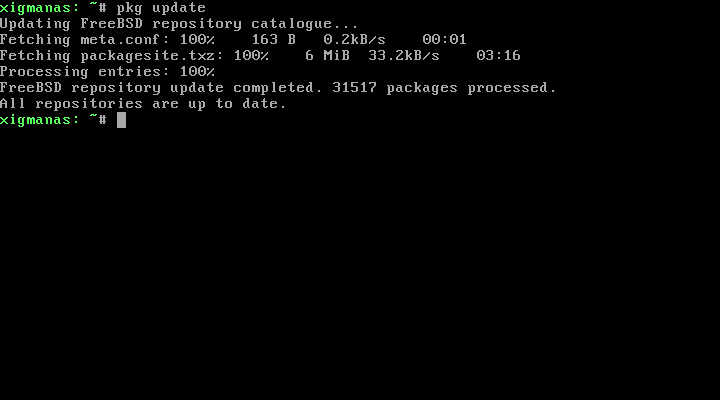 xigmanas: ~# pkg update
Updating FreeBSD repository catalogue...
Fetching meta.conf: 100%    163 B   0.2kB/s    00:01
Fetching packagesite.txz: 100%    6 MiB  33.2kB/s    03:16
Processing entries: 100%
FreeBSD repository update completed. 31517 packages processed.
All repositories are up to date.
xigmanas: ~#